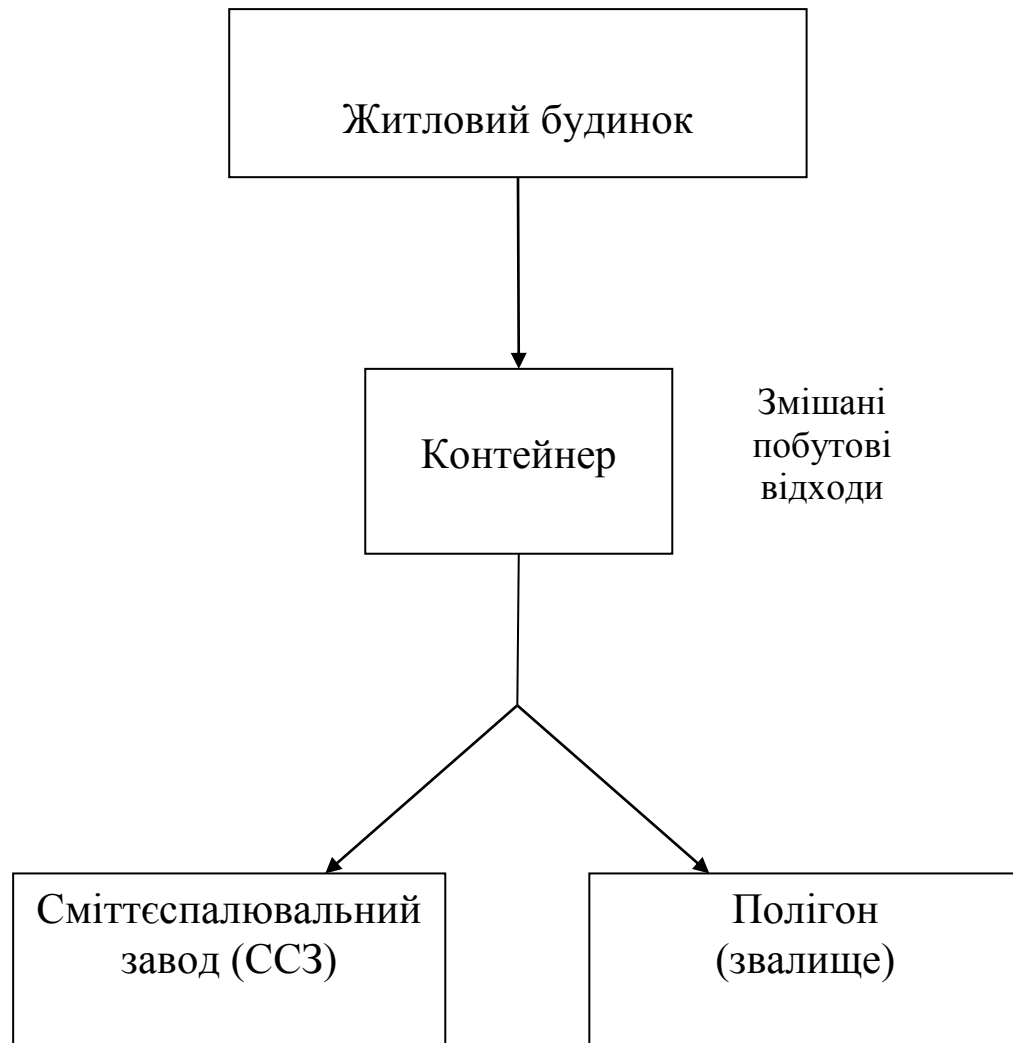 Житловий будинок
Контейнер
Змішані
побутові
відходи
Сміттєспалювальний
завод (ССЗ)
Полігон
(звалище)